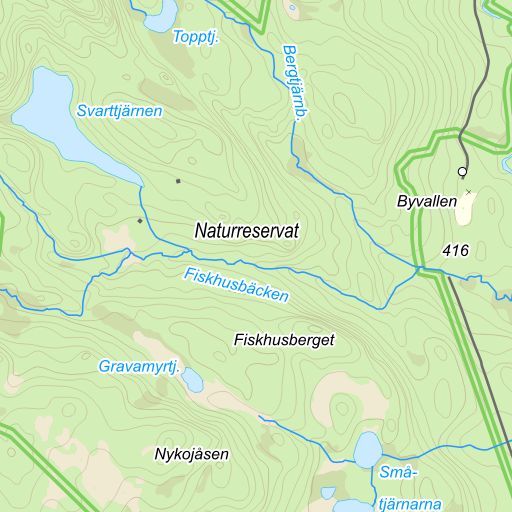 Topptj.
Bergtjärnb.
Svarttjärnen
Byvallen
Naturreservat
416
Fiskhusbäcken
Fiskhusberget
Gravamyrtj.
Nykojåsen
Små-
tjärnarna